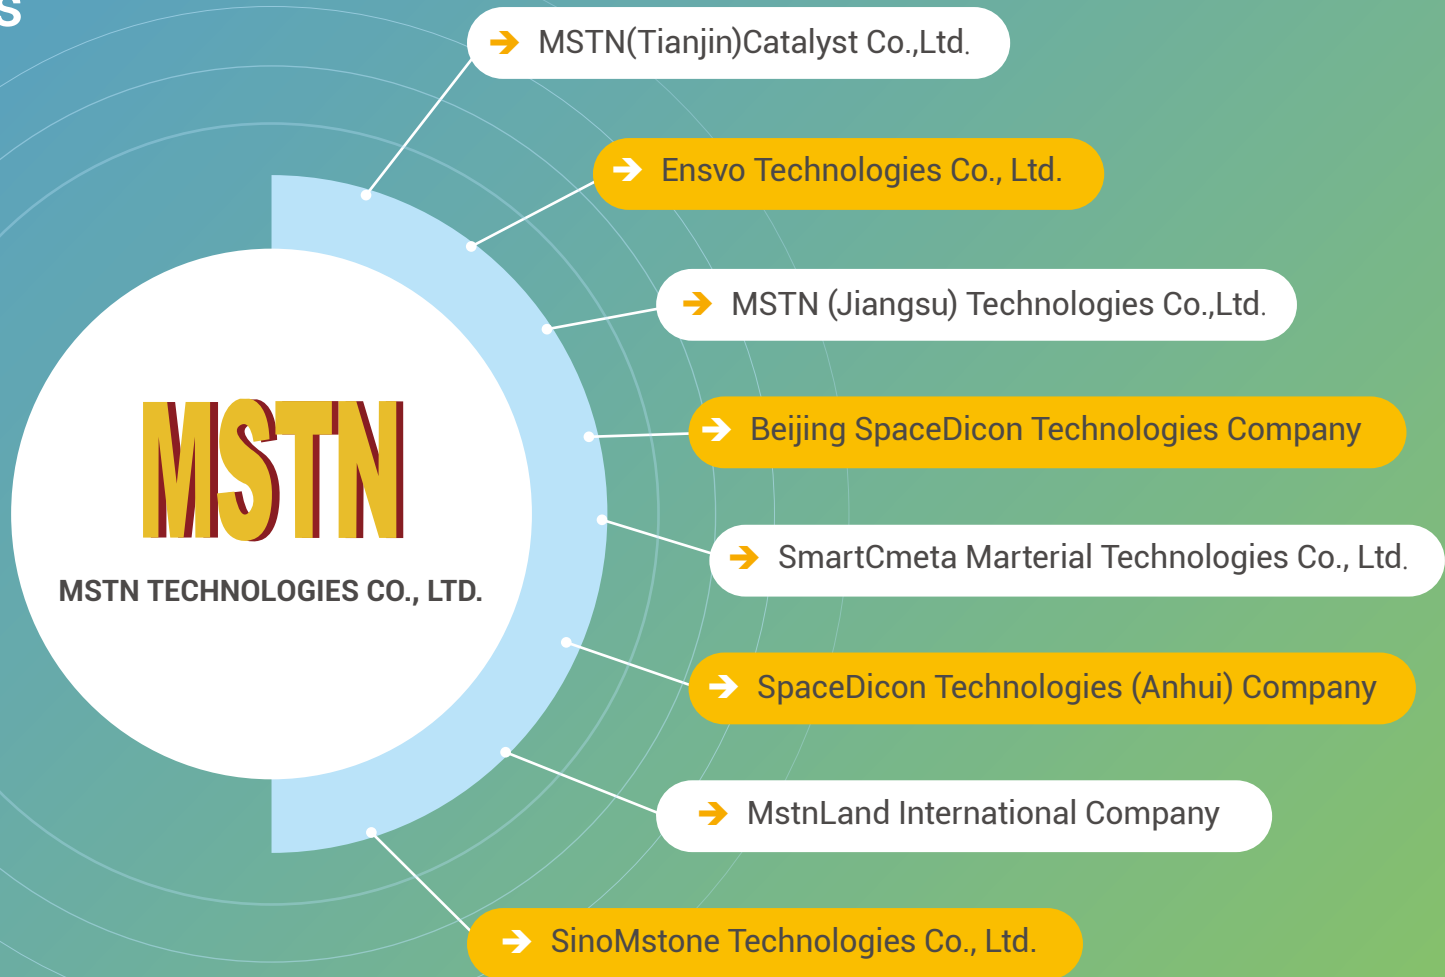 s
MSTN(Tianjin)Catalyst Co.,Ltd.
Ensvo Technologies Co., Ltd.
MSTN (Jiangsu) Technologies Co.,Ltd.
Beijing SpaceDicon Technologies Company
MSTN
MSTN TECHNOLOGIES CO., LTD.
SmartCmeta Marterial Technologies Co., Ltd.
SpaceDicon Technologies (Anhui) Company
MstnLand International Company
SinoMstone Technologies Co., Ltd.